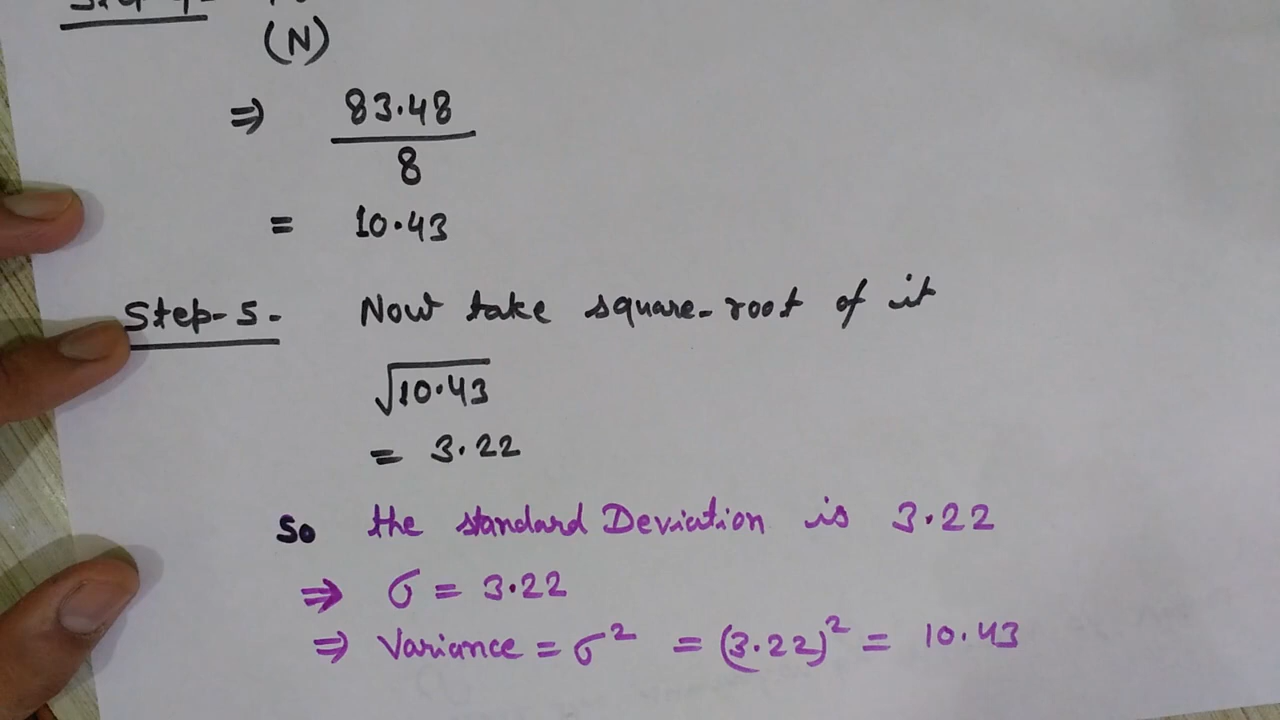 (N)
⇒ 83.48
8
= 10.43
Step-5- Now take square-root of it
√10.43
= 3.22
So the standard Deviation is 3.22
⇒ σ = 3.22
⇒ Variance = σ² = (3.22)² = 10.43